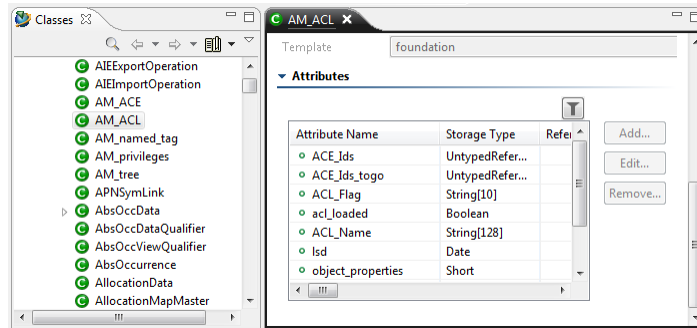 Classes
AIEExportOperation
AIEImportOperation
AM_ACE
AM_ACL
AM_named_tag
AM_privileges
AM_tree
APNSymLink
AbsOccData
AbsOccDataQualifier
AbsOccViewQualifier
AbsOccurrence
AllocationData
AllocationMapMaster
AM_ACL
Template foundation
Attributes
Attribute Name Storage Type Refer
ACE_Ids UntypedRefer...
ACE_Ids_togo UntypedRefer...
ACL_Flag String[10]
acl_loaded Boolean
ACL_Name String[128]
lsd Date
object_properties Short
Add...
Edit...
Remove...